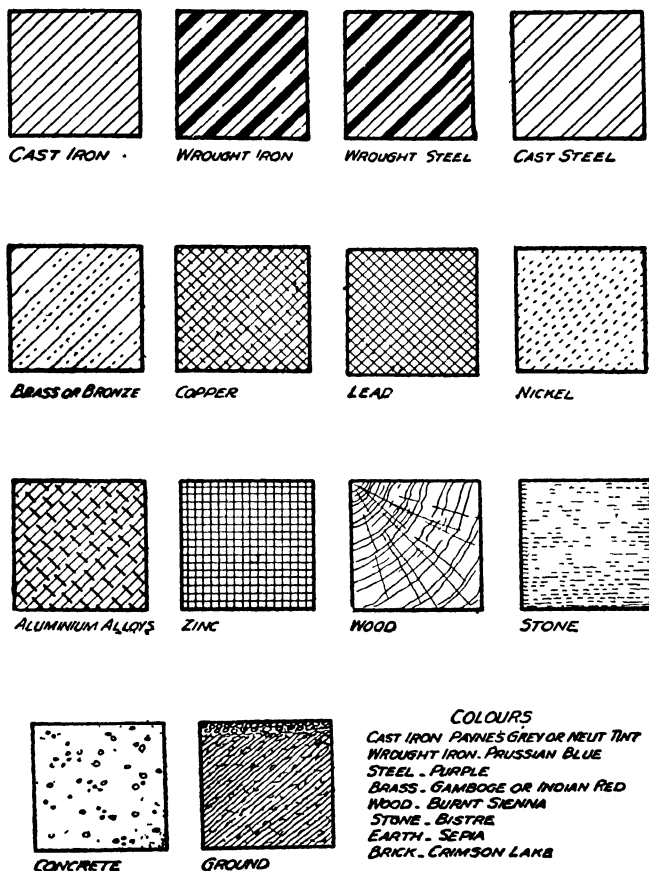 CAST IRON
WROUGHT IRON
WROUGHT STEEL
CAST STEEL
BRASS OR BRONZE
COPPER
LEAD
NICKEL
ALUMINIUM ALLOYS
ZINC
WOOD
STONE
CONCRETE
GROUND
COLOURS
CAST IRON PAYNE'S GREY OR NEUT TINT
WROUGHT IRON. PRUSSIAN BLUE
STEEL - PURPLE
BRASS - GAMBOGE OR INDIAN RED
WOOD - BURNT SIENNA
STONE - BISTRE
EARTH - SEPIA
BRICK - CRIMSON LAKE